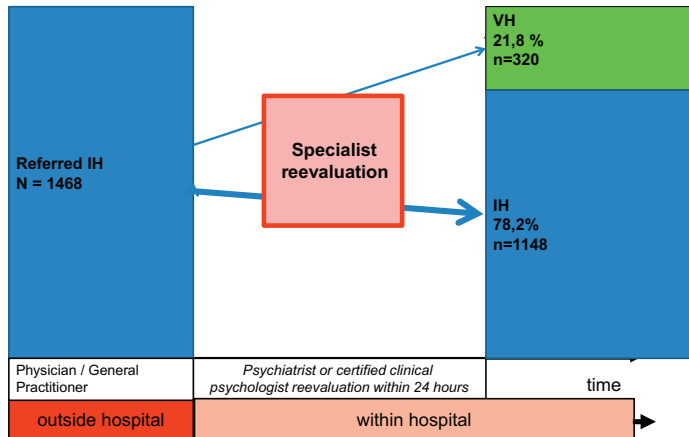 Referred IH
N = 1468
Specialist
reevaluation
VH
21,8 %
n=320
IH
78,2%
n=1148
Physician / General
Practitioner
Psychiatrist or certified clinical
psychologist reevaluation within 24 hours
time
outside hospital
within hospital